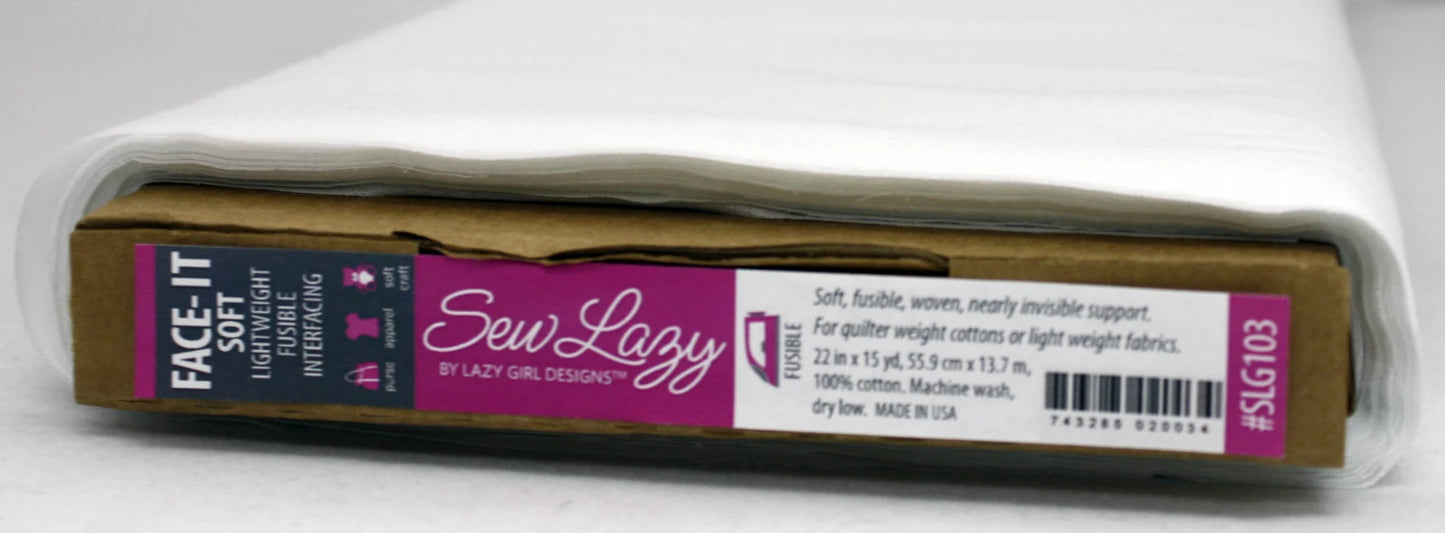 FACE-IT
SOFT
LIGHTWEIGHT
FUSIBLE
INTERFACING
purse apparel soft craft
Sew Lazy
BY LAZY GIRL DESIGNS™
FUSIBLE
Soft, fusible, woven, nearly invisible support.
For quilter weight cottons or light weight fabrics.
22 in x 15 yd, 55.9 cm x 13.7 m,
100% cotton. Machine wash,
dry low. MADE IN USA
743285 020034
#SLG103